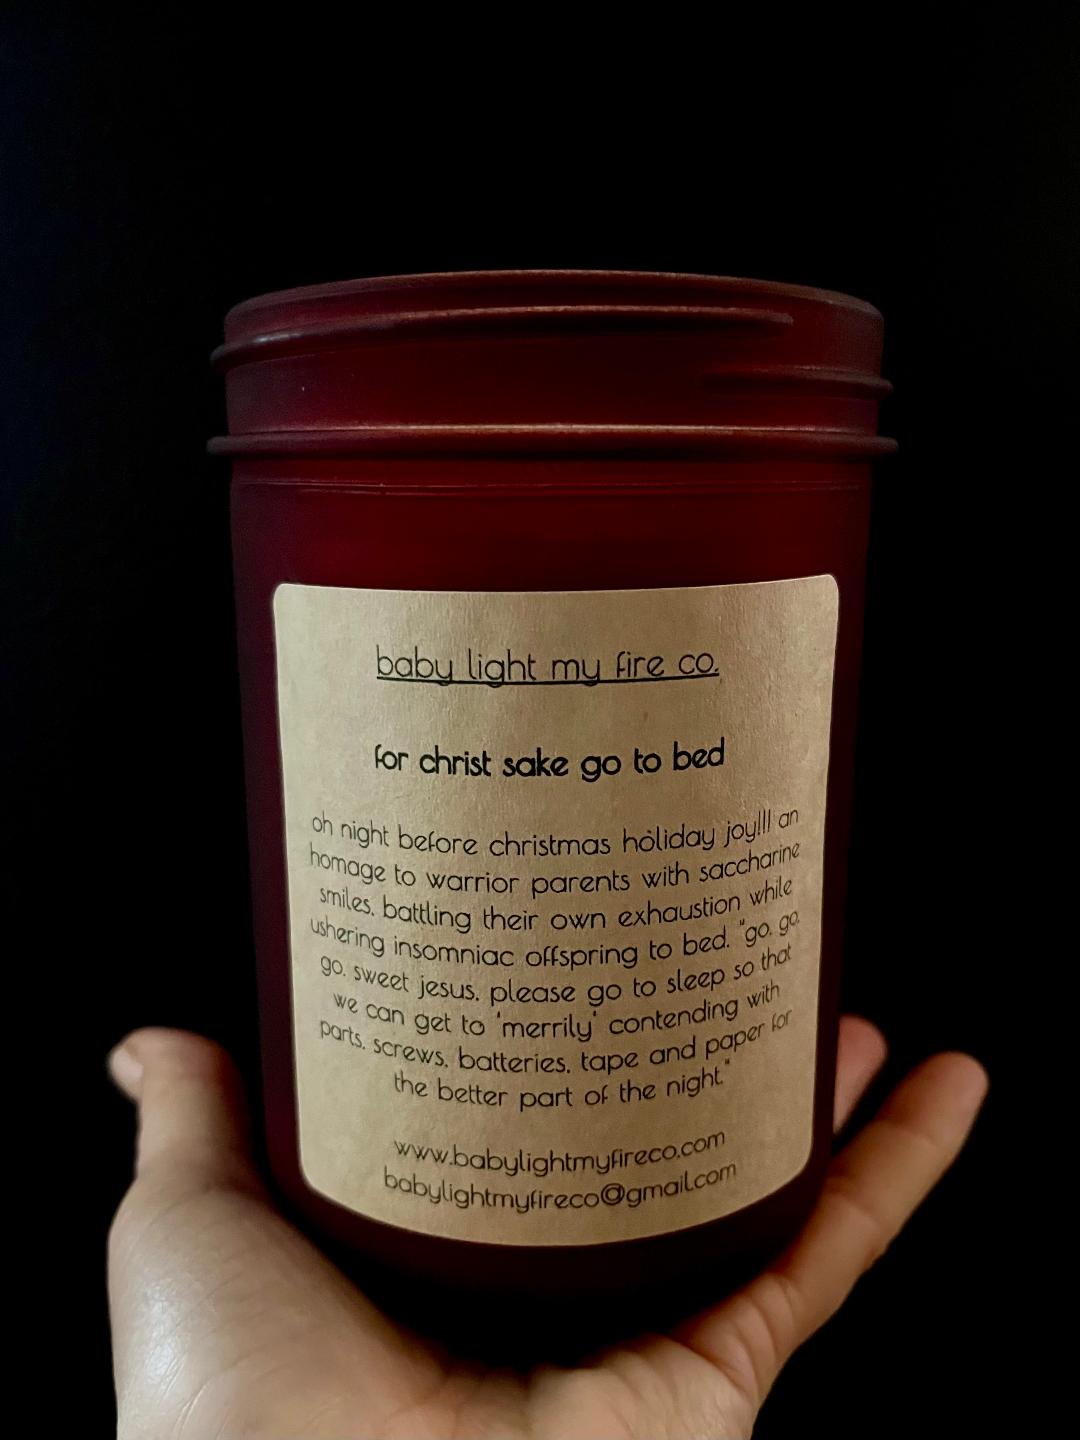 baby light my fire co.
for christ sake go to bed
oh night before christmas holiday joy!!! an
homage to warrior parents with saccharine
smiles, battling their own exhaustion while
ushering insomniac offspring to bed. "go, go,
go, sweet jesus, please go to sleep so that
we can get to 'merrily' contending with
parts, screws, batteries, tape and paper for
the better part of the night."
www.babylightmyfireco.com
babylightmyfireco@gmail.com